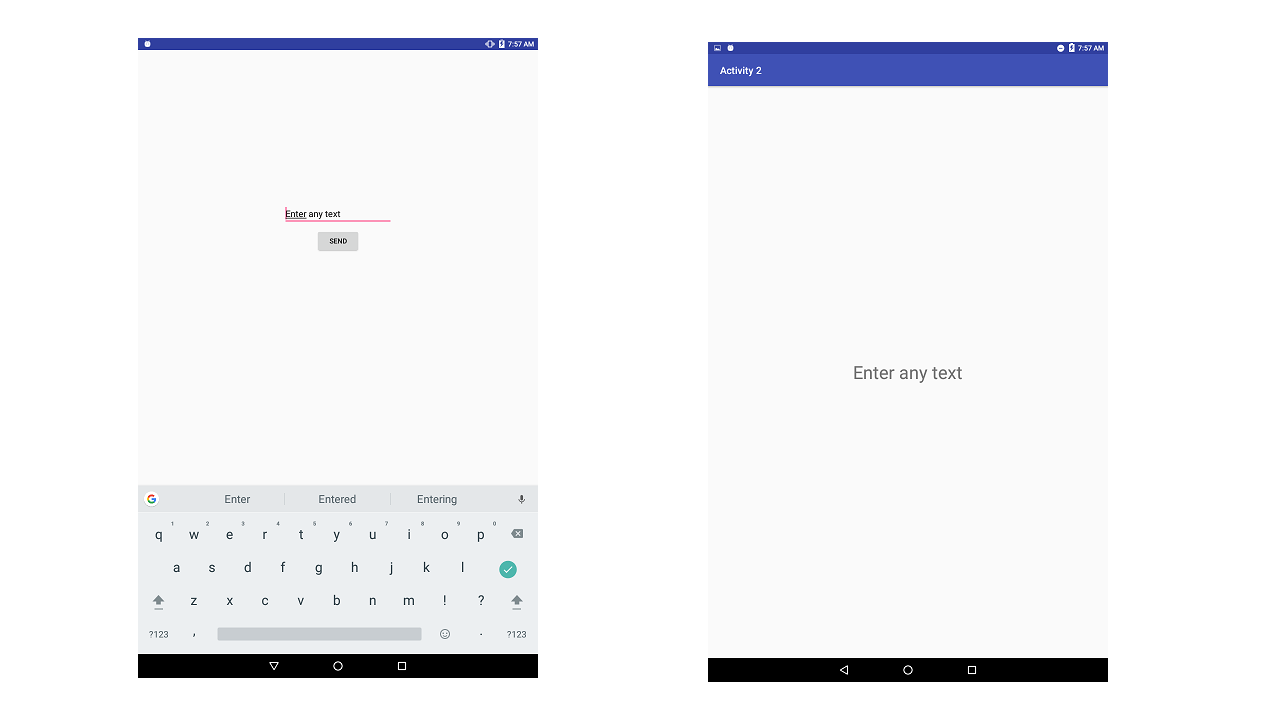 7:57 AM
Enter any text
SEND
Enter Entered Entering
1 2 3 4 5 6 7 8 9 0
q w e r t y u i o p
a s d f g h j k l
z x c v b n m ! ?
?123 , . ?123
7:57 AM
Activity 2
Enter any text